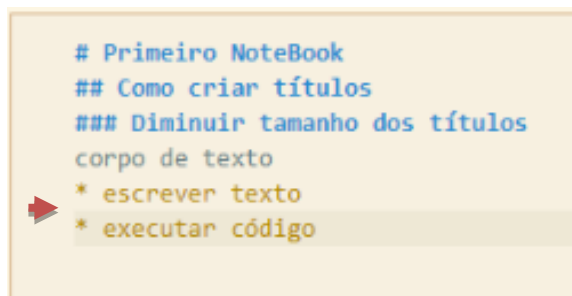 # Primeiro NoteBook
## Como criar títulos
### Diminuir tamanho dos títulos
corpo de texto
* escrever texto
* executar código